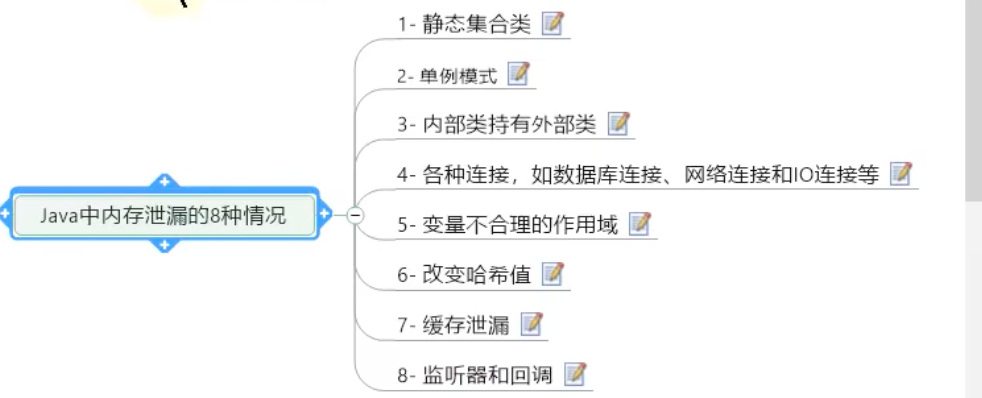 1- 静态集合类
2- 单例模式
3- 内部类持有外部类
4- 各种连接，如数据库连接、网络连接和IO连接等
Java中内存泄漏的8种情况
5- 变量不合理的作用域
6- 改变哈希值
7- 缓存泄漏
8- 监听器和回调